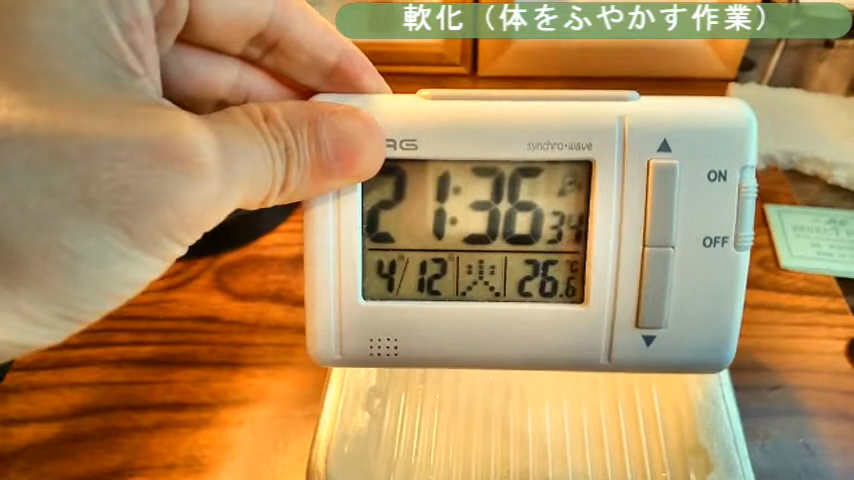 軟化（体をふやかす作業）
AG
synchro・wave
▲
ON
21:36 34
OFF
4/12 火 26.6 ℃
▼